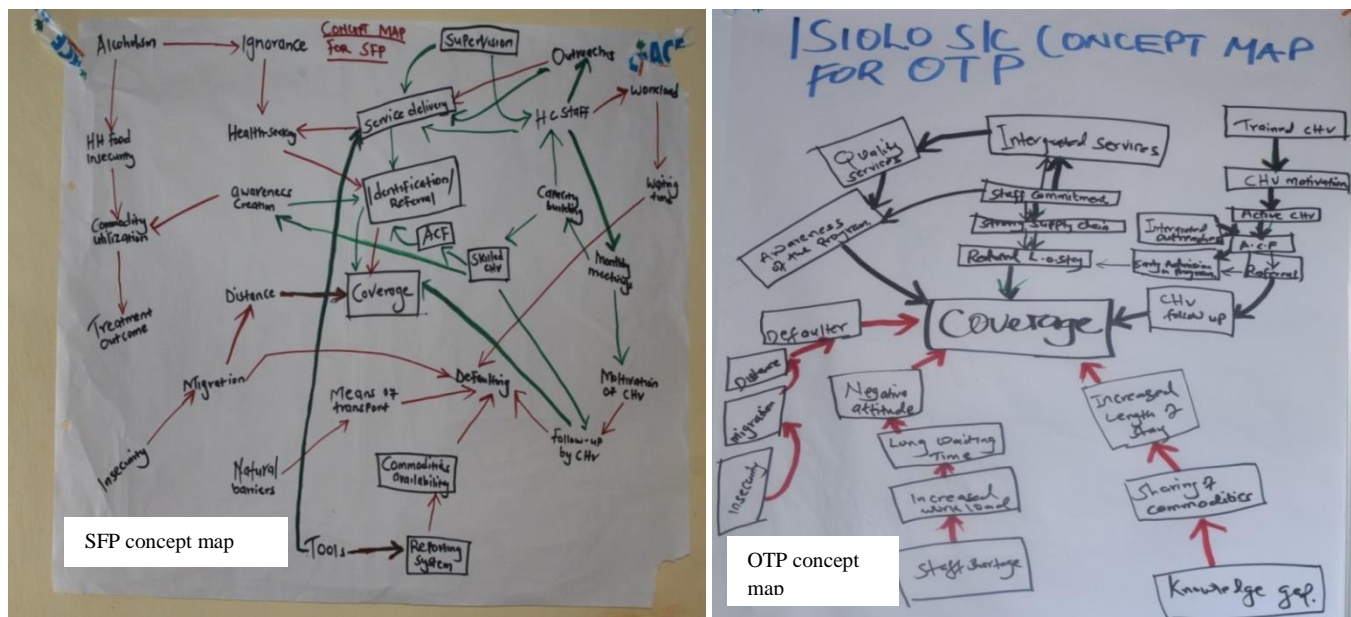 CONCEPT MAP
FOR SFP
Alcoholism
Ignorance
Supervision
Outreaches
Workload
Service delivery
HC staff
HH food
Insecurity
Health-seeking
Identification/
Referral
Awareness
Creation
Capacity
building
Waiting
time
Commodity
utilization
ACF
Skilled
CHV
Monthly
meetings
Distance
Coverage
Treatment
Outcome
Migration
Defaulting
Motivation
of CHV
Means of
transport
Insecurity
Natural
barriers
Follow-up
by CHV
Commodities
availability
Tools
Reporting
System
SFP concept map
ISIOLO S/C CONCEPT MAP
FOR OTP
Trained CHV
Quality
Services
Intergrated Services
CHV motivation
Staff commitment
Active CHV
Awareness
of the Program
Strong supply chain
Intergrated
outreaches
A.C.F
Reduced L.o.stay
Early Admission
in Program
Referral
Coverage
CHV
follow up
Defaulter
Distance
Negative
attitude
Increased
Length of
Stay
Migration
Long Waiting
Time
Insecurity
Increased
work load
Sharing of
commodities
Staff shortage
Knowledge gap.
OTP concept
map